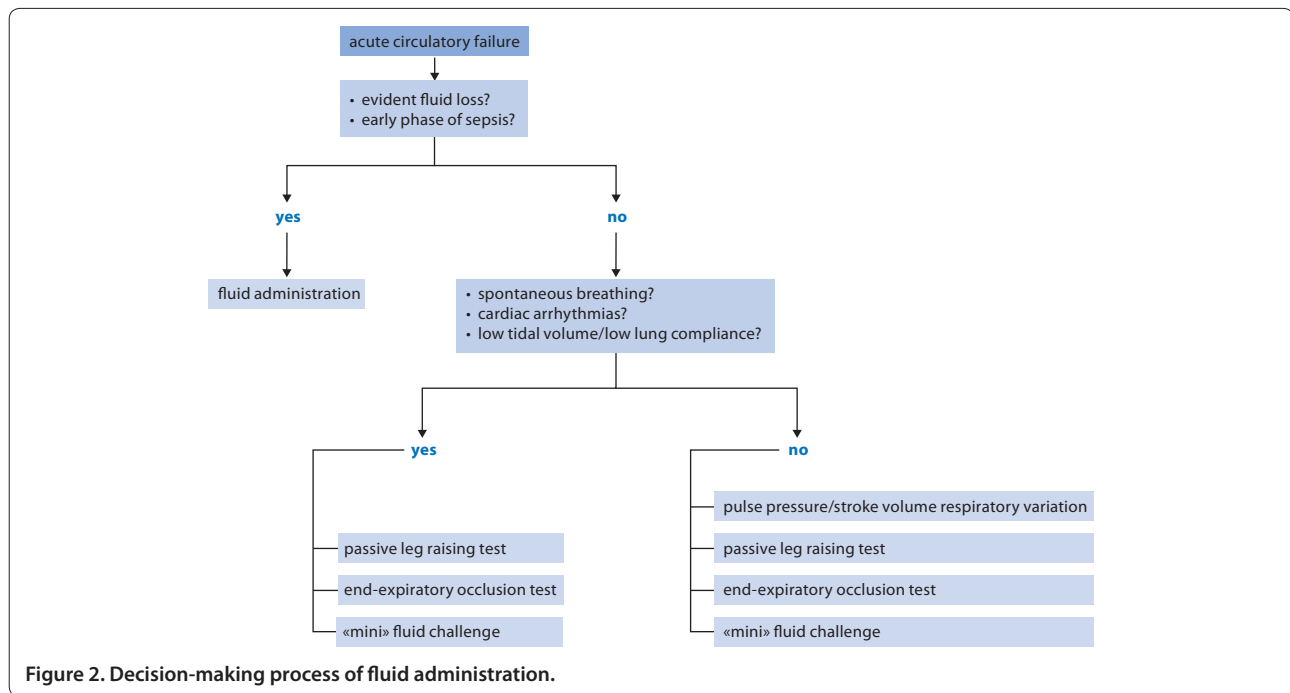 acute circulatory failure
• evident fluid loss?
• early phase of sepsis?
yes
no
fluid administration
• spontaneous breathing?
• cardiac arrhythmias?
• low tidal volume/low lung compliance?
yes
no
pulse pressure/stroke volume respiratory variation
passive leg raising test
passive leg raising test
end-expiratory occlusion test
end-expiratory occlusion test
«mini» fluid challenge
«mini» fluid challenge
Figure 2. Decision-making process of fluid administration.